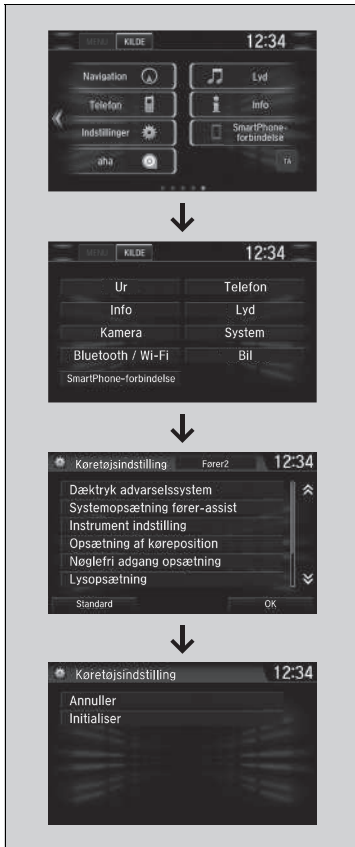 MENU KILDE 12:34
Navigation Lyd
Telefon Info
Indstillinger SmartPhone-
forbindelse
aha TA
MENU KILDE 12:34
Ur Telefon
Info Lyd
Kamera System
Bluetooth / Wi-Fi Bil
SmartPhone-forbindelse
Køretøjsindstilling Fører2 12:34
Dæktryk advarselssystem
Systemopsætning fører-assist
Instrument indstilling
Opsætning af køreposition
Nøglefri adgang opsætning
Lysopsætning
Standard OK
Køretøjsindstilling 12:34
Annuller
Initialiser